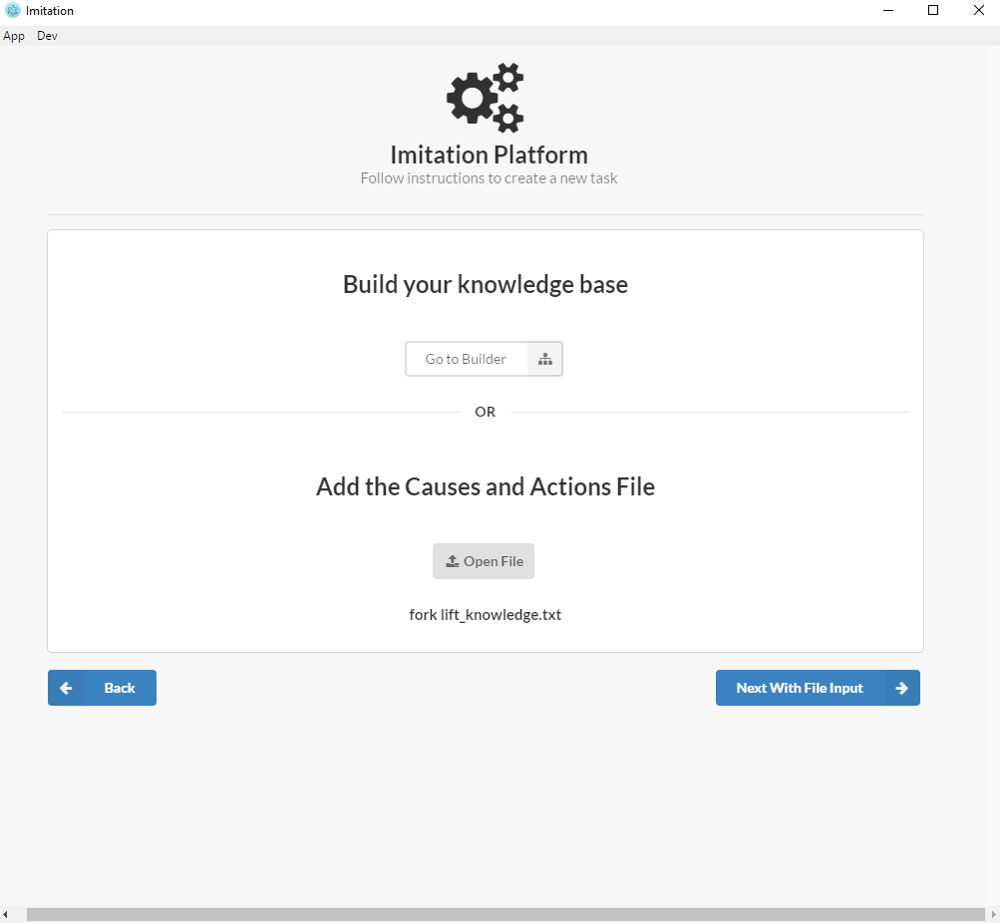 Imitation
App Dev
Imitation Platform
Follow instructions to create a new task
Build your knowledge base
Go to Builder
OR
Add the Causes and Actions File
Open File
fork lift_knowledge.txt
Back
Next With File Input